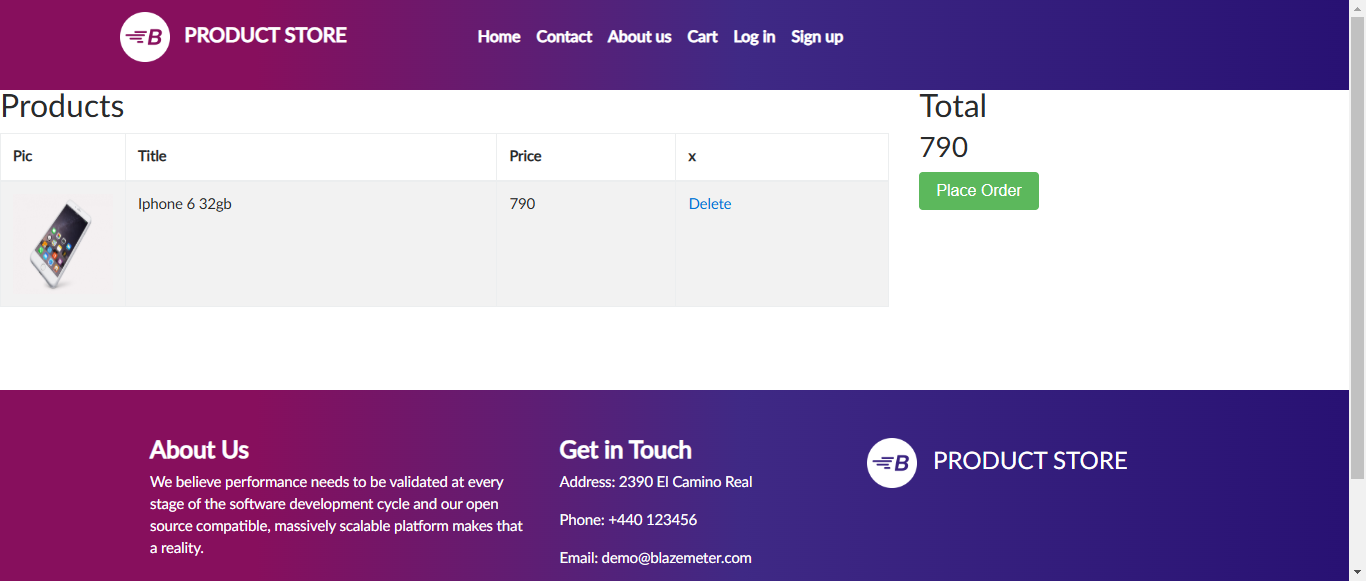 B PRODUCT STORE Home Contact About us Cart Log in Sign up
Products
Pic Title Price x
Iphone 6 32gb 790 Delete
Total
790
Place Order
About Us
We believe performance needs to be validated at every
stage of the software development cycle and our open
source compatible, massively scalable platform makes that
a reality.
Get in Touch
Address: 2390 El Camino Real
Phone: +440 123456
Email: demo@blazemeter.com
B PRODUCT STORE